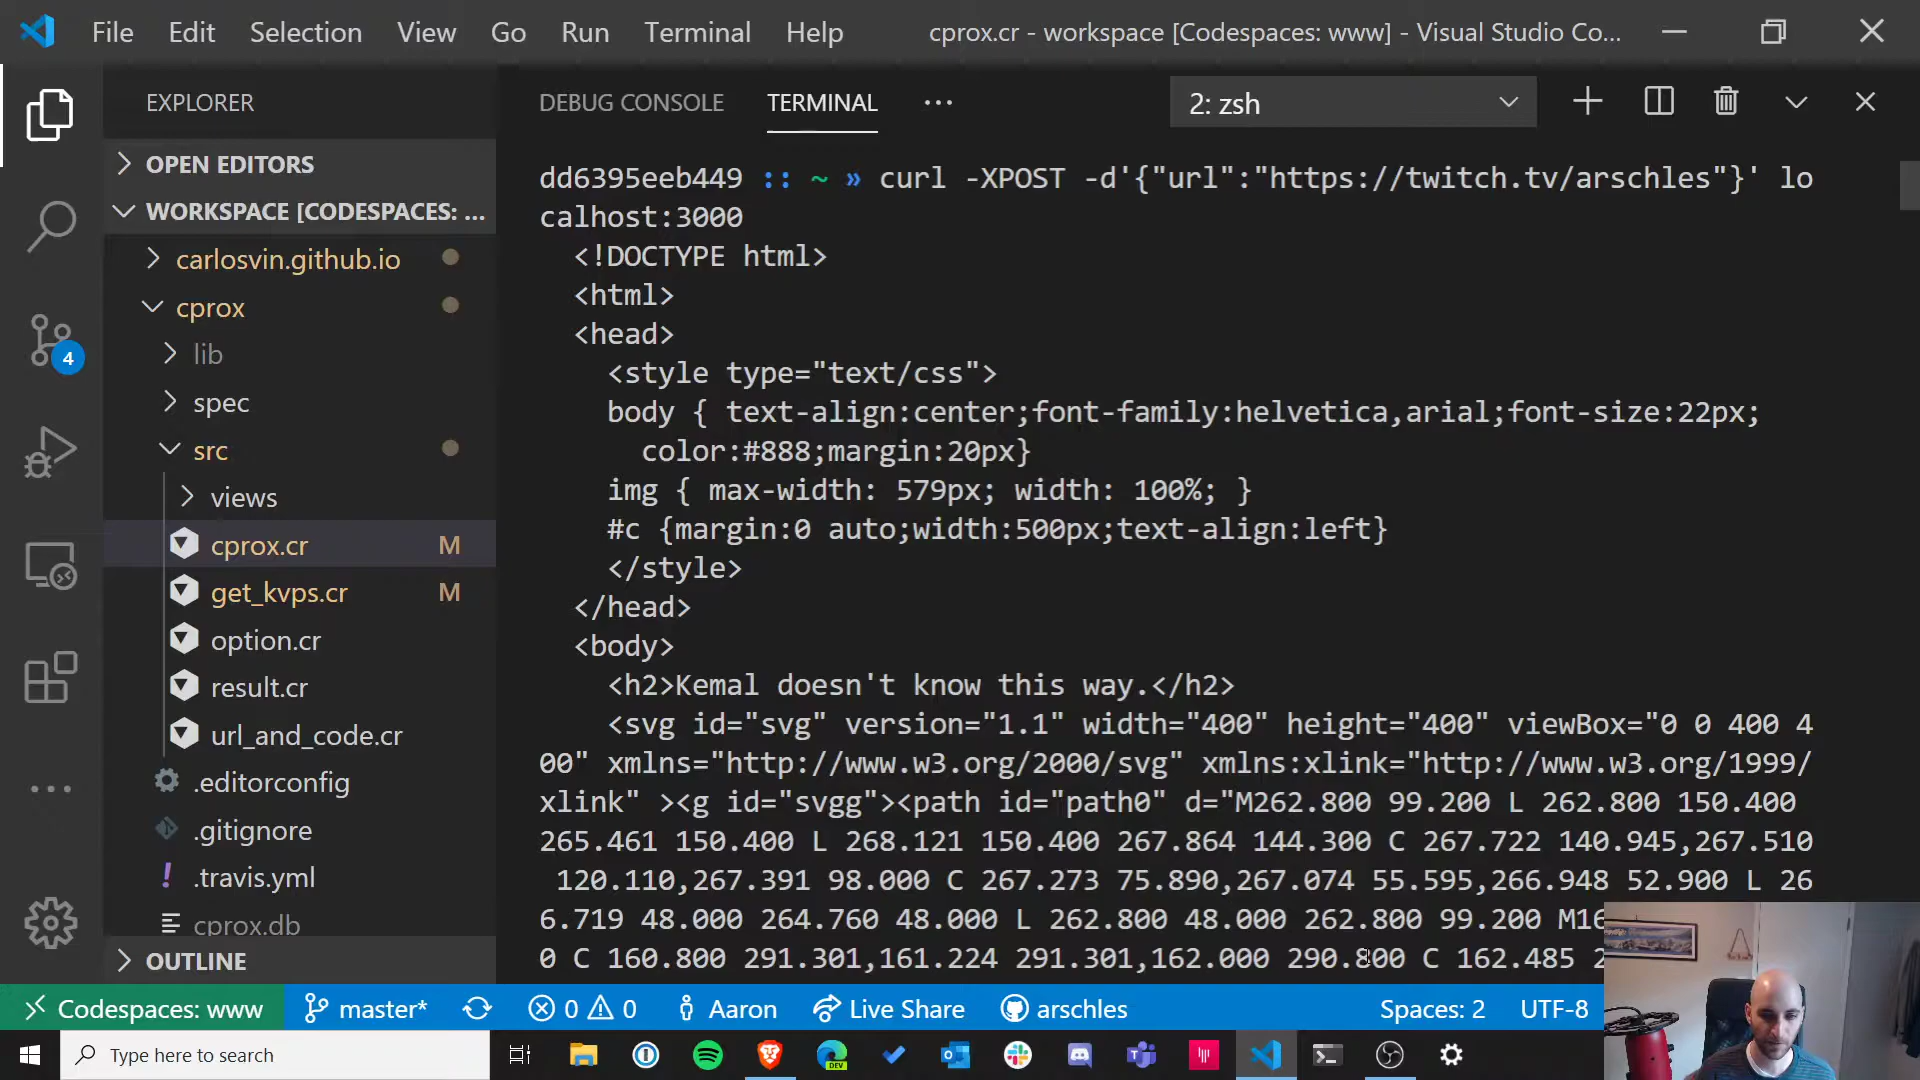 File Edit Selection View Go Run Terminal Help cprox.cr - workspace [Codespaces: www] - Visual Studio Co...
EXPLORER
OPEN EDITORS
WORKSPACE [CODESPACES: ...
carlosvin.github.io
cprox
lib
spec
src
views
cprox.cr M
get_kvps.cr M
option.cr
result.cr
url_and_code.cr
.editorconfig
.gitignore
! .travis.yml
cprox.db
OUTLINE
4
DEBUG CONSOLE TERMINAL ... 2: zsh
dd6395eeb449 :: ~ » curl -XPOST -d'{"url":"https://twitch.tv/arschles"}' lo
calhost:3000
<!DOCTYPE html>
<html>
<head>
<style type="text/css">
body { text-align:center;font-family:helvetica,arial;font-size:22px;
color:#888;margin:20px}
img { max-width: 579px; width: 100%; }
#c {margin:0 auto;width:500px;text-align:left}
</style>
</head>
<body>
<h2>Kemal doesn't know this way.</h2>
<svg id="svg" version="1.1" width="400" height="400" viewBox="0 0 400 4
00" xmlns="http://www.w3.org/2000/svg" xmlns:xlink="http://www.w3.org/1999/
xlink" ><g id="svgg"><path id="path0" d="M262.800 99.200 L 262.800 150.400
265.461 150.400 L 268.121 150.400 267.864 144.300 C 267.722 140.945,267.510
120.110,267.391 98.000 C 267.273 75.890,267.074 55.595,266.948 52.900 L 26
6.719 48.000 264.760 48.000 L 262.800 48.000 262.800 99.200 M16
0 C 160.800 291.301,161.224 291.301,162.000 290.800 C 162.485 2
Codespaces: www master* 0 0 Aaron Live Share arschles Spaces: 2 UTF-8
Type here to search
DEV